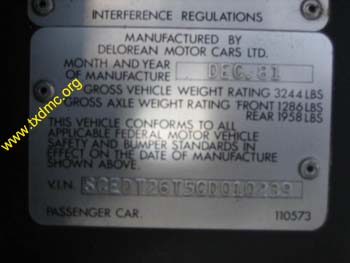 INTERFERENCE REGULATIONS
MANUFACTURED BY
DELOREAN MOTOR CARS LTD.
MONTH AND YEAR
OF MANUFACTURE DEC. 81
GROSS VEHICLE WEIGHT RATING 3244 LBS
GROSS AXLE WEIGHT RATING FRONT 1286 LBS
REAR 1958 LBS
THIS VEHICLE CONFORMS TO ALL
APPLICABLE FEDERAL MOTOR VEHICLE
SAFETY AND BUMPER STANDARDS IN
EFFECT ON THE DATE OF MANUFACTURE
SHOWN ABOVE.
V.I.N.
PASSENGER CAR. 110573
www.txdmc.org